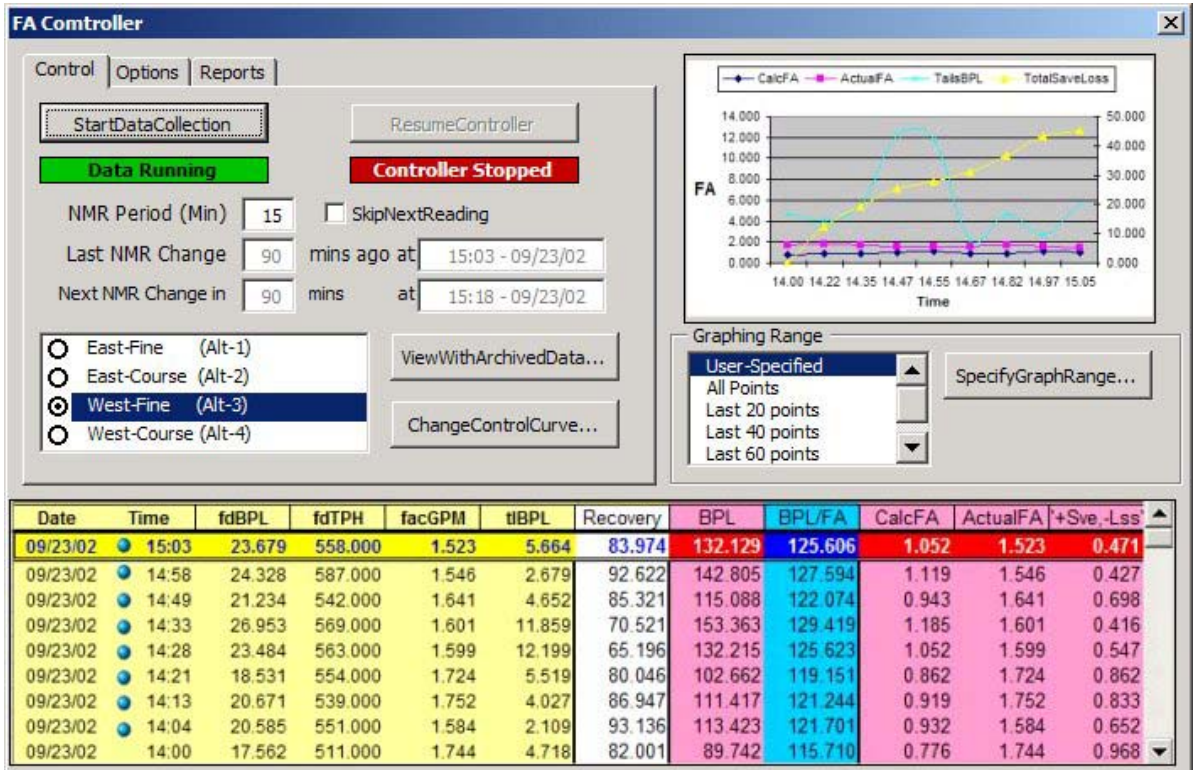 FA Comtroller
Control Options Reports
StartDataCollection ResumeController
Data Running Controller Stopped
NMR Period (Min) 15 SkipNextReading
Last NMR Change 90 mins ago at 15:03 - 09/23/02
Next NMR Change in 90 mins at 15:18 - 09/23/02
East-Fine (Alt-1)
East-Course (Alt-2)
West-Fine (Alt-3)
West-Course (Alt-4)
ViewWithArchivedData...
ChangeControlCurve...
CalcFA ActualFA TailsBPL TotalSaveLoss
14.000 50.000
12.000
40.000
10.000
8.000 30.000
FA
6.000 20.000
4.000
10.000
2.000
0.000 0.000
14.00 14.22 14.35 14.47 14.55 14.67 14.82 14.97 15.05
Time
Graphing Range
User-Specified
All Points
Last 20 points
Last 40 points
Last 60 points
SpecifyGraphRange...
Date Time fdBPL fdTPH facGPM tlBPL Recovery BPL BPL/FA CalcFA ActualFA '+Sve,-Lss
09/23/02 15:03 23.679 558.000 1.523 5.664 83.974 132.129 125.606 1.052 1.523 0.471
09/23/02 14:58 24.328 587.000 1.546 2.679 92.622 142.805 127.594 1.119 1.546 0.427
09/23/02 14:49 21.234 542.000 1.641 4.652 85.321 115.088 122.074 0.943 1.641 0.698
09/23/02 14:33 26.953 569.000 1.601 11.859 70.521 153.363 129.419 1.185 1.601 0.416
09/23/02 14:28 23.484 563.000 1.599 12.199 65.196 132.215 125.623 1.052 1.599 0.547
09/23/02 14:21 18.531 554.000 1.724 5.519 80.046 102.662 119.151 0.862 1.724 0.862
09/23/02 14:13 20.671 539.000 1.752 4.027 86.947 111.417 121.244 0.919 1.752 0.833
09/23/02 14:04 20.585 551.000 1.584 2.109 93.136 113.423 121.701 0.932 1.584 0.652
09/23/02 14:00 17.562 511.000 1.744 4.718 82.001 89.742 115.710 0.776 1.744 0.968